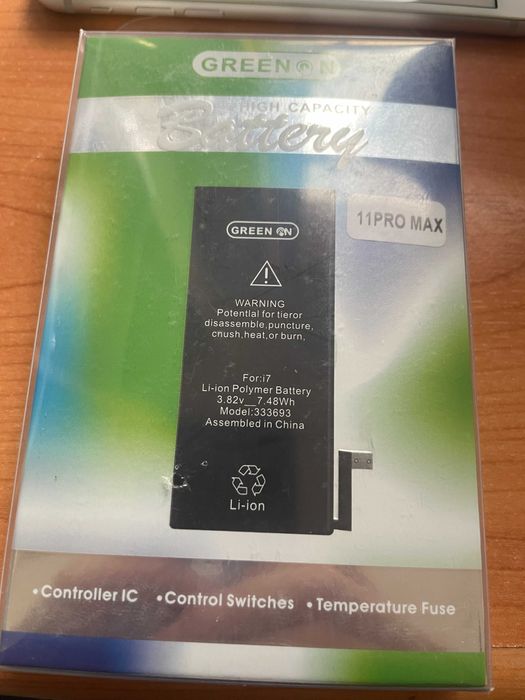 GREEN ON
HIGH CAPACITY
Battery
11PRO MAX
GREEN ON
WARNING
Potential for tieror
disassemble,puncture,
cnush,heat,or burn,
For:i7
Li-ion Polymer Battery
3.82v__7.48Wh
Model:333693
Assembled in China
Li-ion
•Controller IC •Control Switches •Temperature Fuse